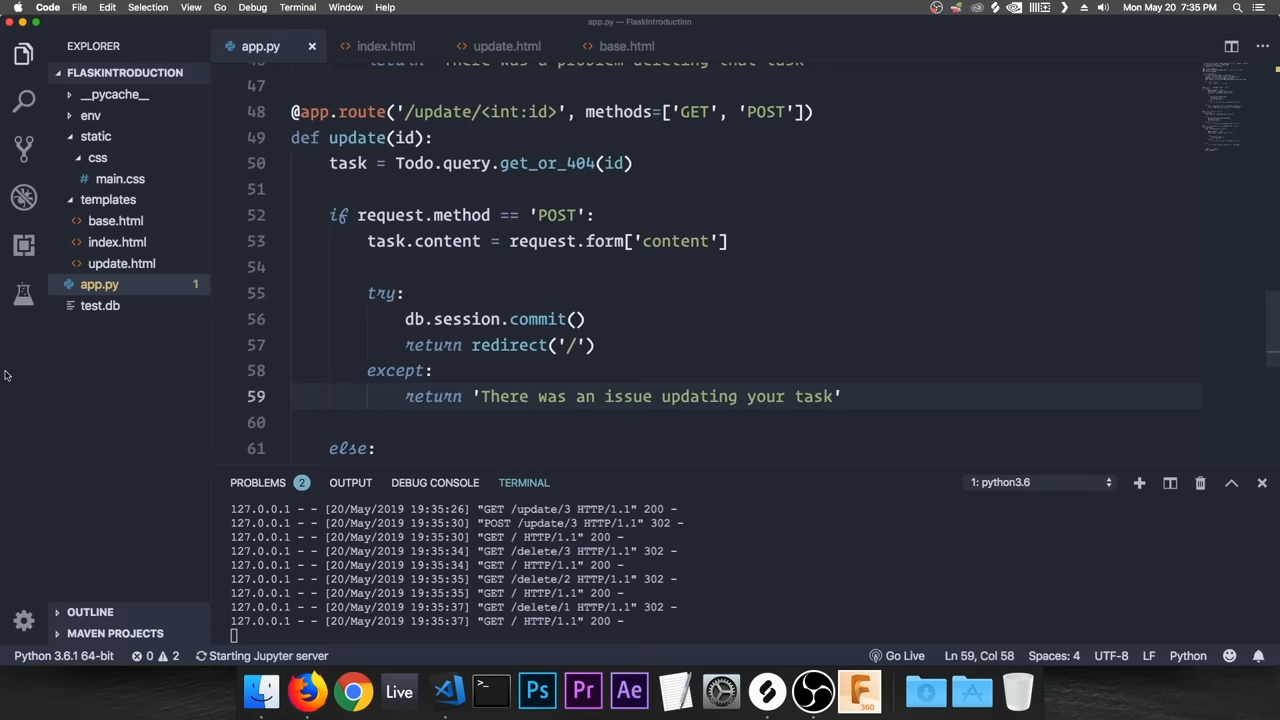 Code File Edit Selection View Go Debug Terminal Window Help Mon May 20 7:35 PM
app.py — FlaskIntroduction
EXPLORER
app.py index.html update.html base.html
FLASKINTRODUCTION
__pycache__
env
static
css
main.css
templates
base.html
index.html
update.html
app.py 1
test.db
OUTLINE
MAVEN PROJECTS
return 'There was a problem deleting that task'
47
48 @app.route('/update/<int:id>', methods=['GET', 'POST'])
49 def update(id):
50 task = Todo.query.get_or_404(id)
51
52 if request.method == 'POST':
53 task.content = request.form['content']
54
55 try:
56 db.session.commit()
57 return redirect('/')
58 except:
59 return 'There was an issue updating your task'
60
61 else:
PROBLEMS 2 OUTPUT DEBUG CONSOLE TERMINAL 1: python3.6
127.0.0.1 - - [20/May/2019 19:35:26] "GET /update/3 HTTP/1.1" 200 -
127.0.0.1 - - [20/May/2019 19:35:30] "POST /update/3 HTTP/1.1" 302 -
127.0.0.1 - - [20/May/2019 19:35:30] "GET / HTTP/1.1" 200 -
127.0.0.1 - - [20/May/2019 19:35:34] "GET /delete/3 HTTP/1.1" 302 -
127.0.0.1 - - [20/May/2019 19:35:34] "GET / HTTP/1.1" 200 -
127.0.0.1 - - [20/May/2019 19:35:35] "GET /delete/2 HTTP/1.1" 302 -
127.0.0.1 - - [20/May/2019 19:35:35] "GET / HTTP/1.1" 200 -
127.0.0.1 - - [20/May/2019 19:35:37] "GET /delete/1 HTTP/1.1" 302 -
127.0.0.1 - - [20/May/2019 19:35:37] "GET / HTTP/1.1" 200 -
Python 3.6.1 64-bit 0 2 Starting Jupyter server Go Live Ln 59, Col 58 Spaces: 4 UTF-8 LF Python
Live Ps Pr Ae F 360